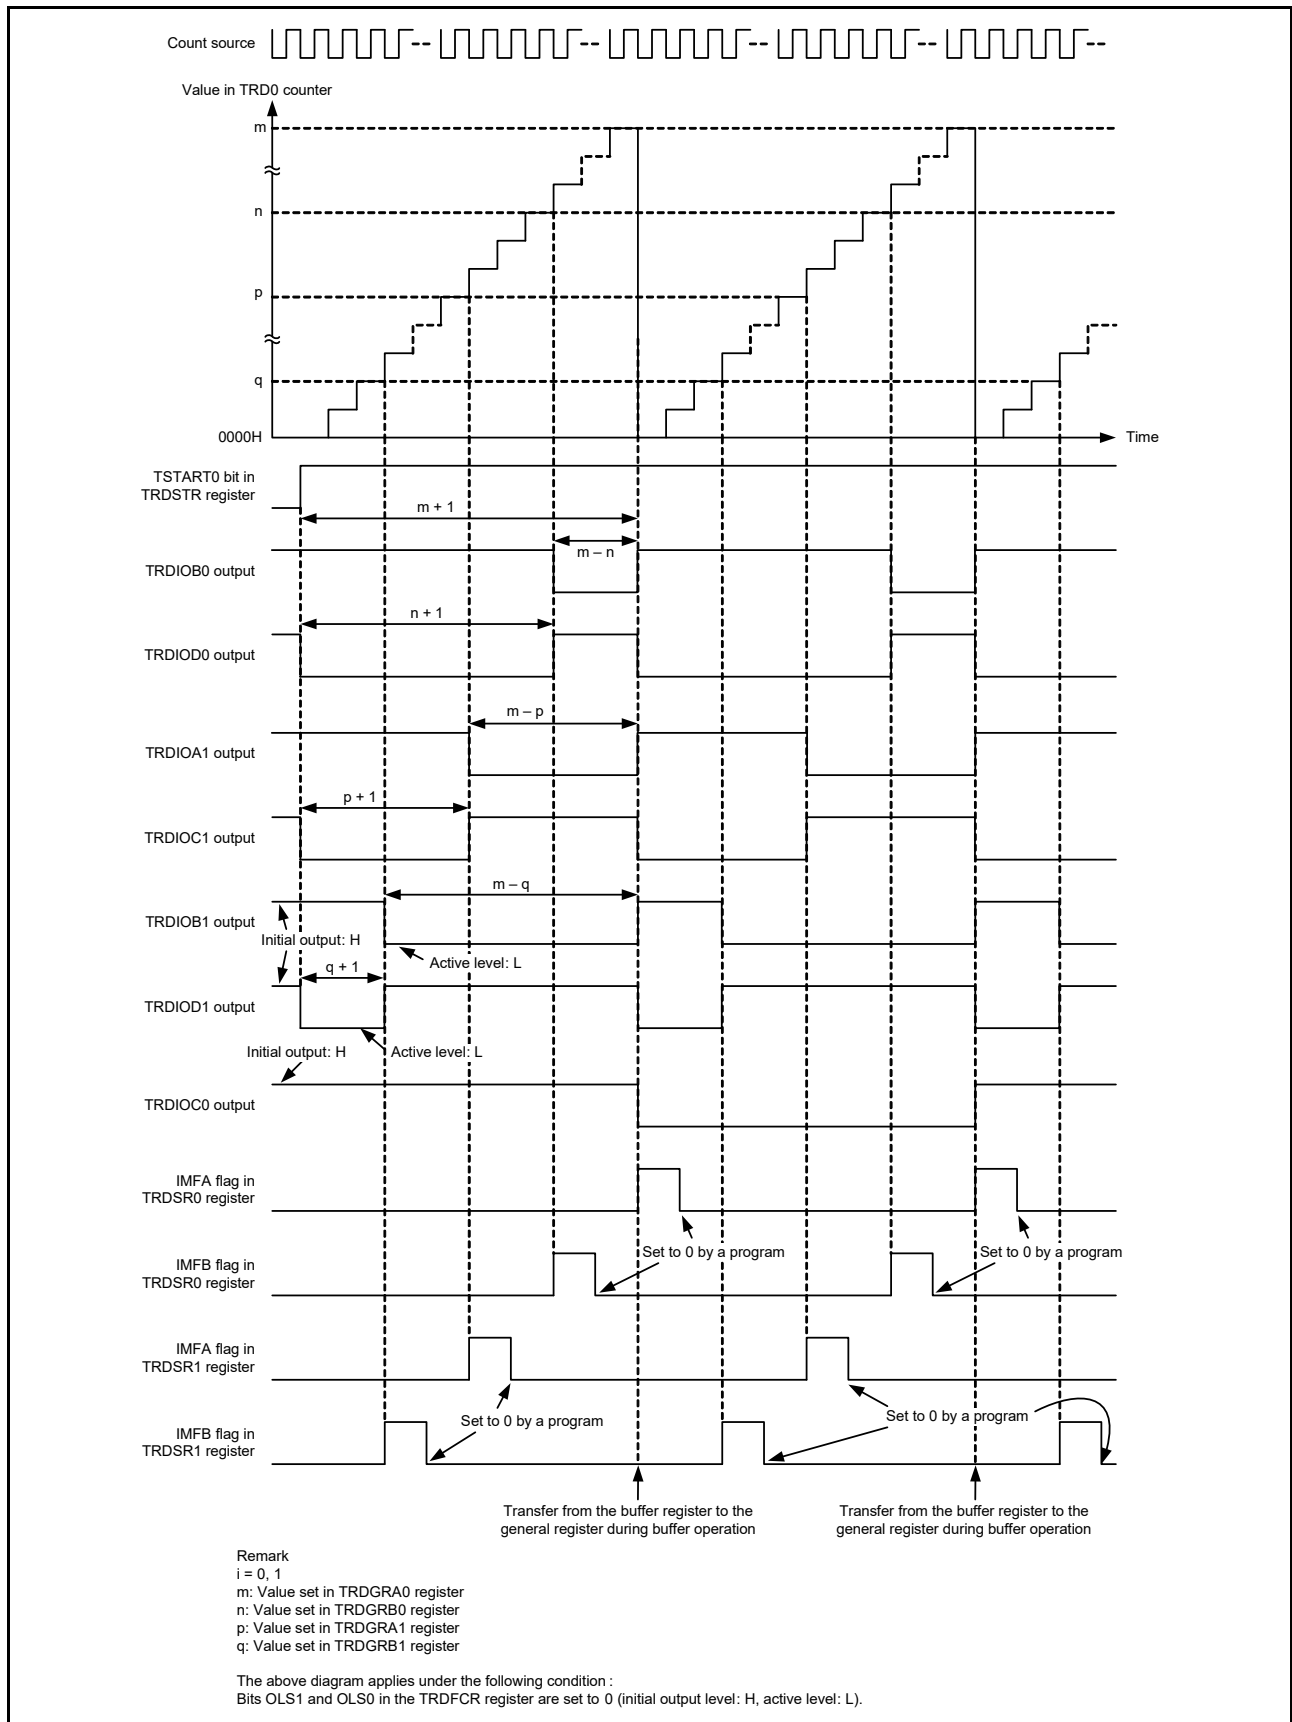 Count source
Value in TRD0 counter
m
n
p
q
0000H
Time
TSTART0 bit in
TRDSTR register
m + 1
m – n
TRDIOB0 output
n + 1
TRDIOD0 output
m – p
TRDIOA1 output
p + 1
TRDIOC1 output
m – q
TRDIOB1 output
Initial output: H
Active level: L
q + 1
TRDIOD1 output
Initial output: H
Active level: L
TRDIOC0 output
IMFA flag in
TRDSR0 register
Set to 0 by a program
Set to 0 by a program
IMFB flag in
TRDSR0 register
IMFA flag in
TRDSR1 register
Set to 0 by a program
Set to 0 by a program
IMFB flag in
TRDSR1 register
Transfer from the buffer register to the
general register during buffer operation
Transfer from the buffer register to the
general register during buffer operation
Remark
i = 0, 1
m: Value set in TRDGRA0 register
n: Value set in TRDGRB0 register
p: Value set in TRDGRA1 register
q: Value set in TRDGRB1 register
The above diagram applies under the following condition :
Bits OLS1 and OLS0 in the TRDFCR register are set to 0 (initial output level: H, active level: L).